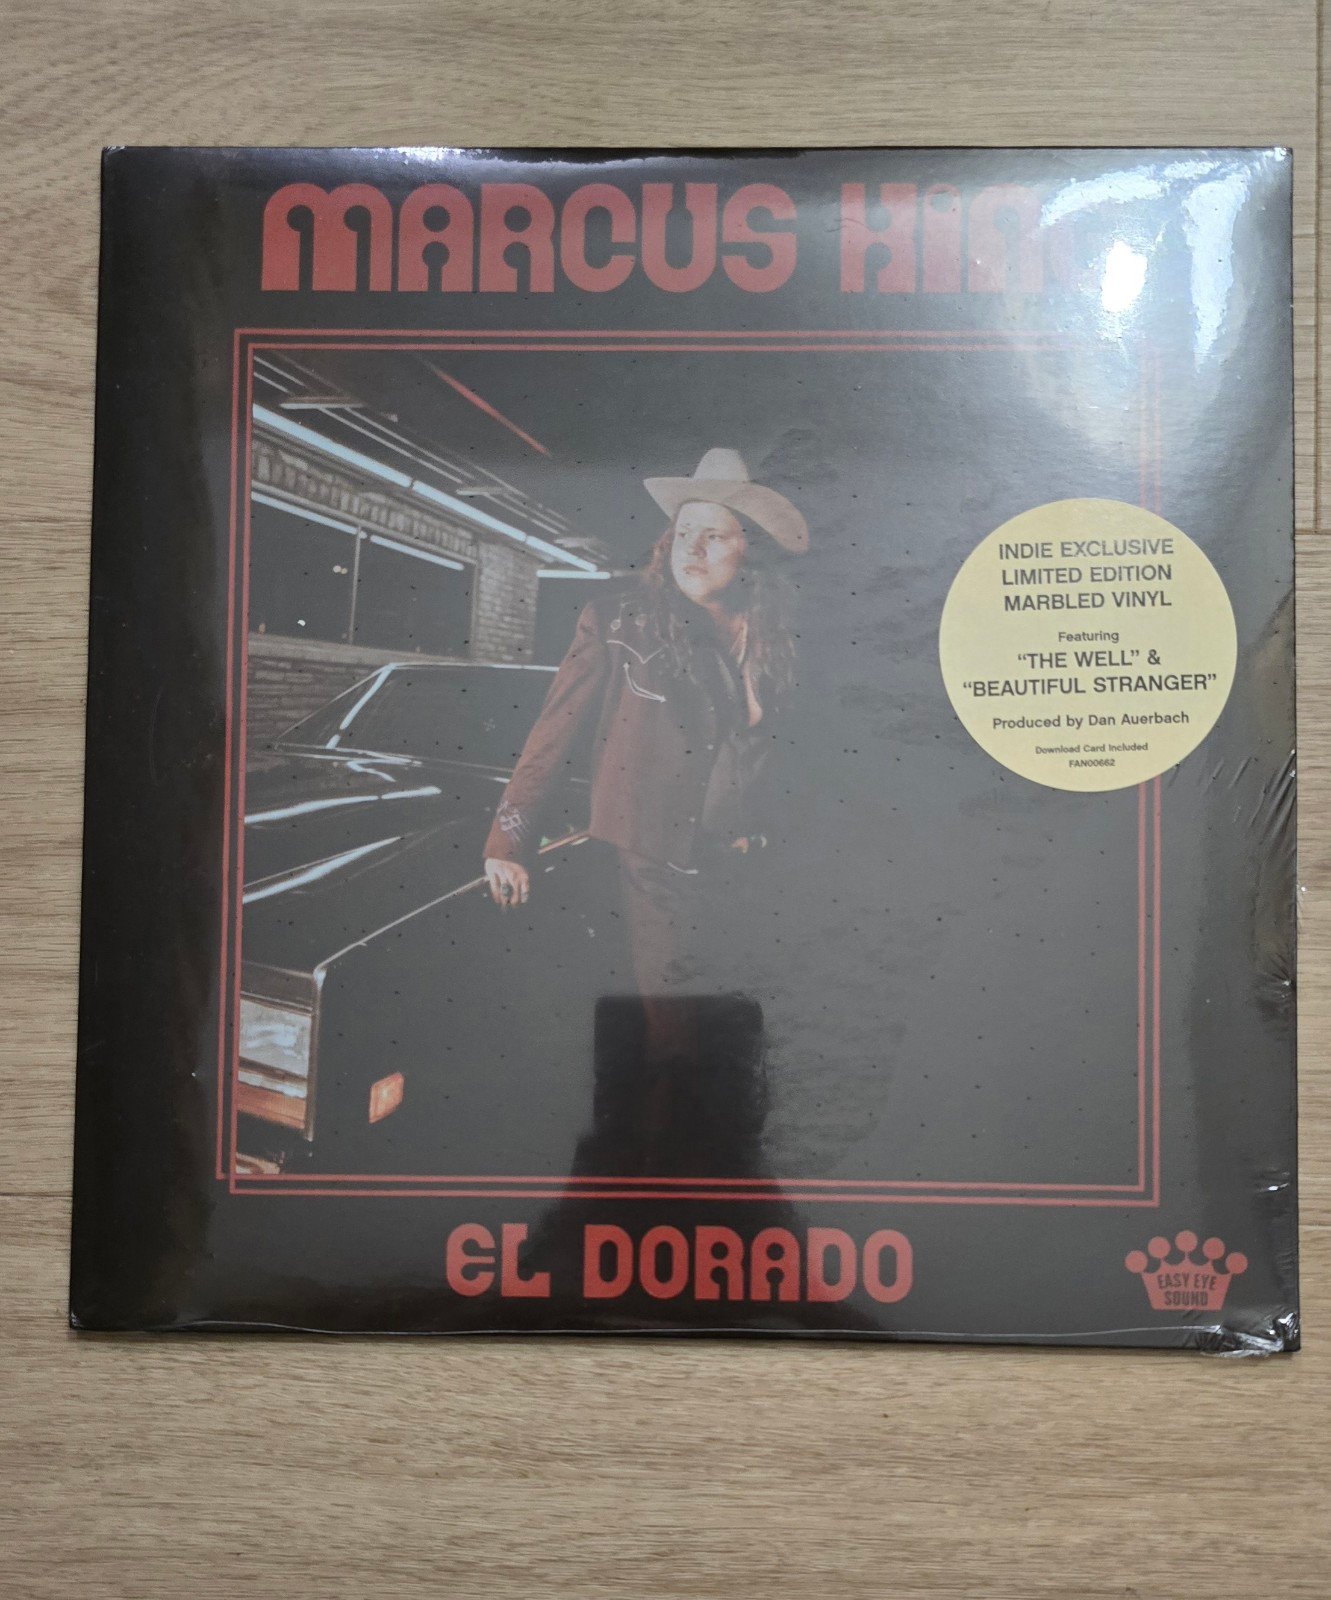 MARCUS KING
EL DORADO
INDIE EXCLUSIVE
LIMITED EDITION
MARBLED VINYL
Featuring
“THE WELL” &
“BEAUTIFUL STRANGER”
Produced by Dan Auerbach
Download Card Included
FAN00662
EASY EYE
SOUND